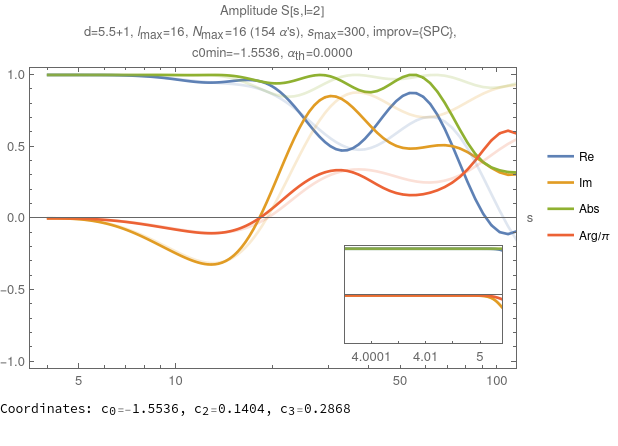 Amplitude S[s,l=2]
d=5.5+1, lmax=16, Nmax=16 (154 α's), smax=300, improv={SPC},
c0min=-1.5536, αth=0.0000
1.0
0.5
0.0
-0.5
-1.0
5
10
50
100
s
4.0001
4.01
5
Re
Im
Abs
Arg/π
Coordinates: c0=-1.5536, c2=0.1404, c3=0.2868